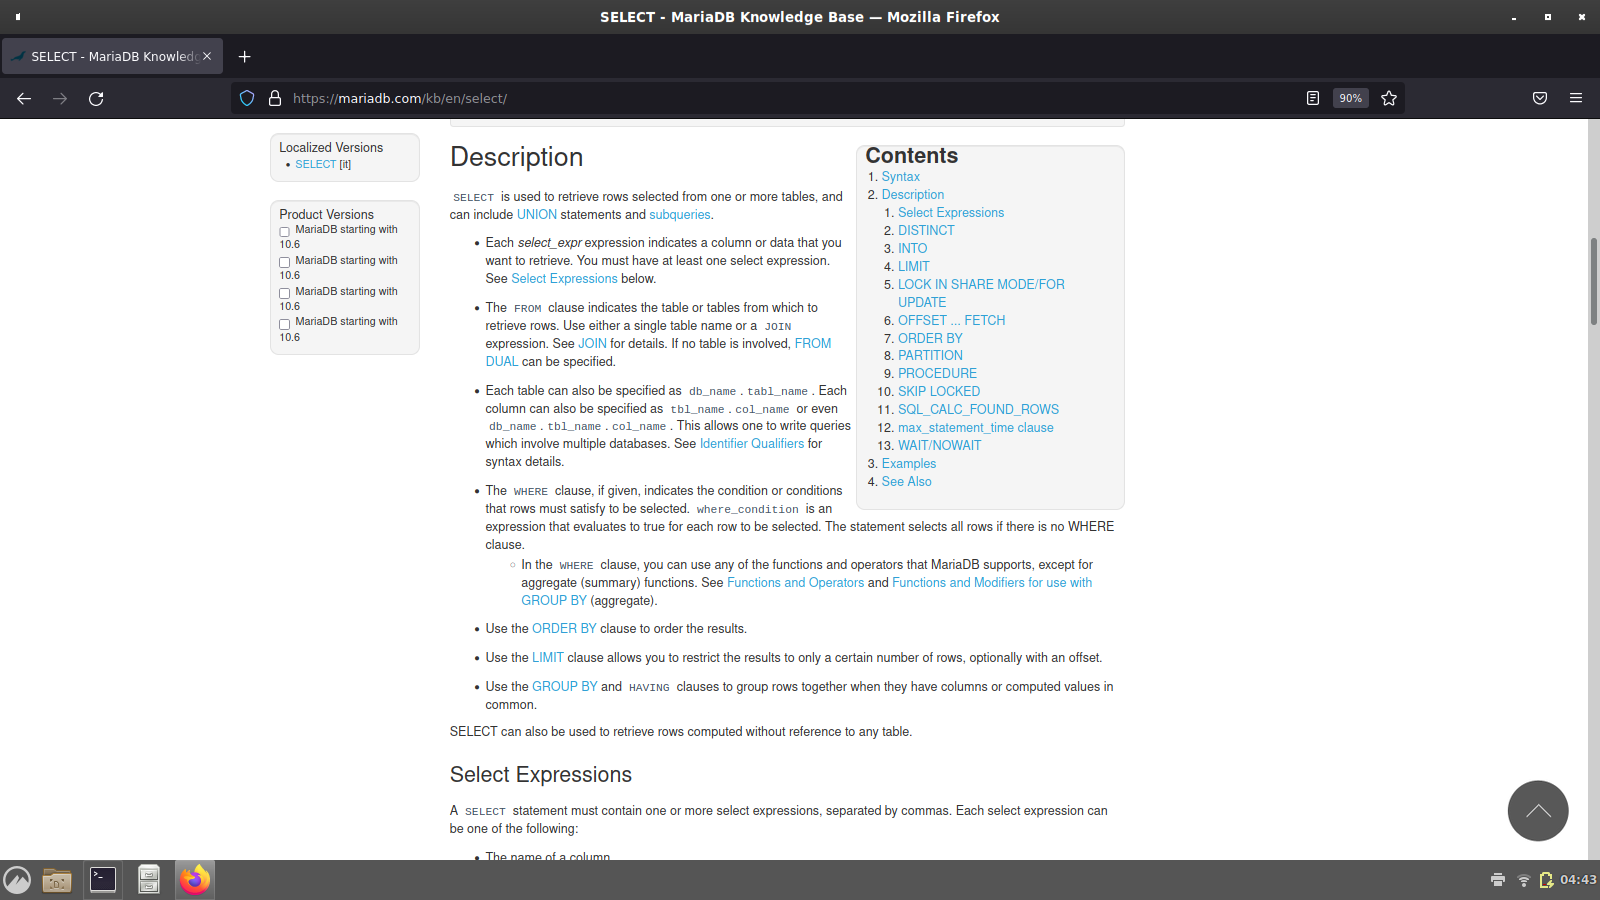 SELECT - MariaDB Knowledge Base — Mozilla Firefox
SELECT - MariaDB Knowledg
https://mariadb.com/kb/en/select/
90%
Localized Versions
• SELECT [it]
Product Versions
MariaDB starting with
10.6
MariaDB starting with
10.6
MariaDB starting with
10.6
MariaDB starting with
10.6
Description
SELECT is used to retrieve rows selected from one or more tables, and
can include UNION statements and subqueries.
• Each select_expr expression indicates a column or data that you
want to retrieve. You must have at least one select expression.
See Select Expressions below.
• The FROM clause indicates the table or tables from which to
retrieve rows. Use either a single table name or a JOIN
expression. See JOIN for details. If no table is involved, FROM
DUAL can be specified.
• Each table can also be specified as db_name.tabl_name. Each
column can also be specified as tbl_name.col_name or even
db_name.tbl_name.col_name. This allows one to write queries
which involve multiple databases. See Identifier Qualifiers for
syntax details.
• The WHERE clause, if given, indicates the condition or conditions
that rows must satisfy to be selected. where_condition is an
expression that evaluates to true for each row to be selected. The statement selects all rows if there is no WHERE
clause.
◦ In the WHERE clause, you can use any of the functions and operators that MariaDB supports, except for
aggregate (summary) functions. See Functions and Operators and Functions and Modifiers for use with
GROUP BY (aggregate).
• Use the ORDER BY clause to order the results.
• Use the LIMIT clause allows you to restrict the results to only a certain number of rows, optionally with an offset.
• Use the GROUP BY and HAVING clauses to group rows together when they have columns or computed values in
common.
SELECT can also be used to retrieve rows computed without reference to any table.
Select Expressions
A SELECT statement must contain one or more select expressions, separated by commas. Each select expression can
be one of the following:
• The name of a column
Contents
1. Syntax
2. Description
1. Select Expressions
2. DISTINCT
3. INTO
4. LIMIT
5. LOCK IN SHARE MODE/FOR
UPDATE
6. OFFSET ... FETCH
7. ORDER BY
8. PARTITION
9. PROCEDURE
10. SKIP LOCKED
11. SQL_CALC_FOUND_ROWS
12. max_statement_time clause
13. WAIT/NOWAIT
3. Examples
4. See Also
04:43